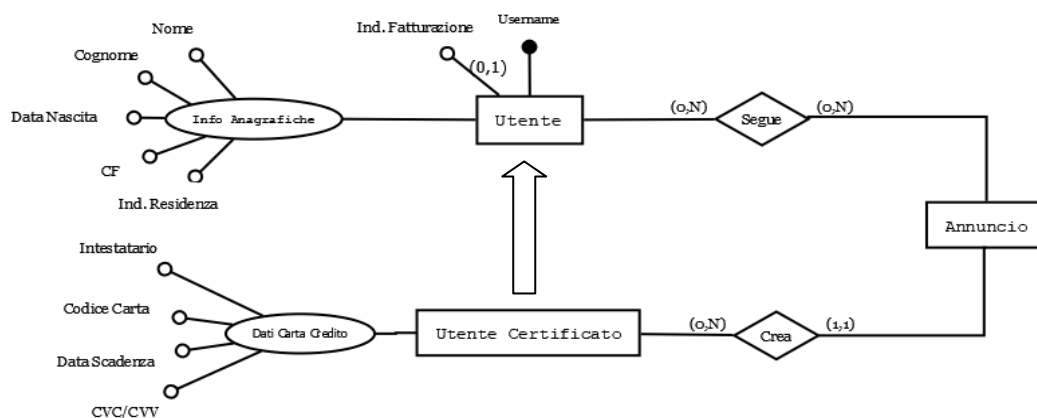 Nome
Ind. Fatturazione
Username
Cognome
(0,1)
Data Nascita
Info Anagrafiche
Utente
(0,N)
Segue
(0,N)
CF
Ind. Residenza
Annuncio
Intestatario
Codice Carta
Dati Carta Credito
Utente Certificato
(0,N)
Crea
(1,1)
Data Scadenza
CVC/CVV